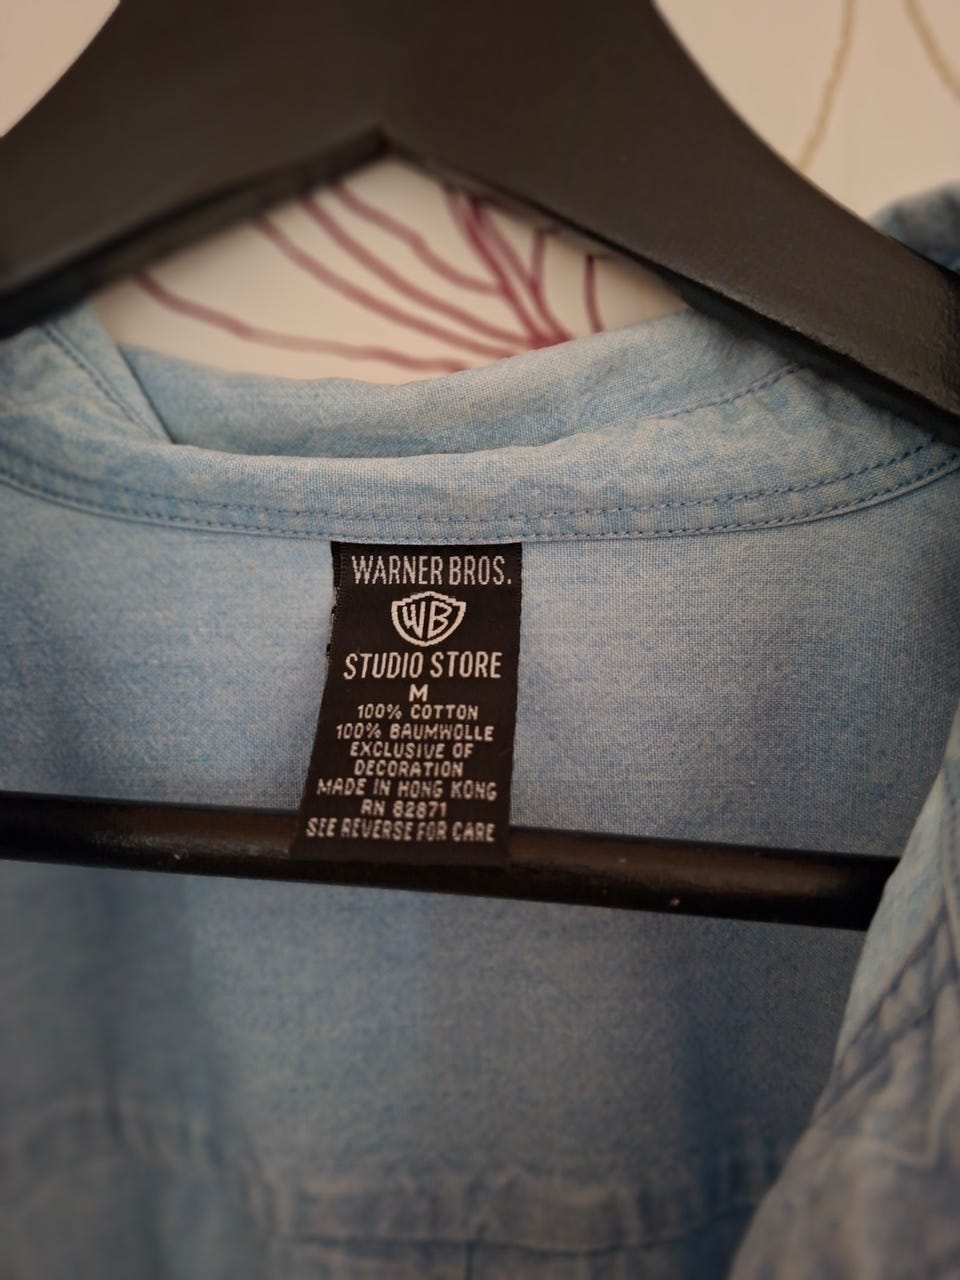 WARNER BROS.
WB
STUDIO STORE
M
100% COTTON
100% BAUMWOLLE
EXCLUSIVE OF
DECORATION
MADE IN HONG KONG
RN 82871
SEE REVERSE FOR CARE